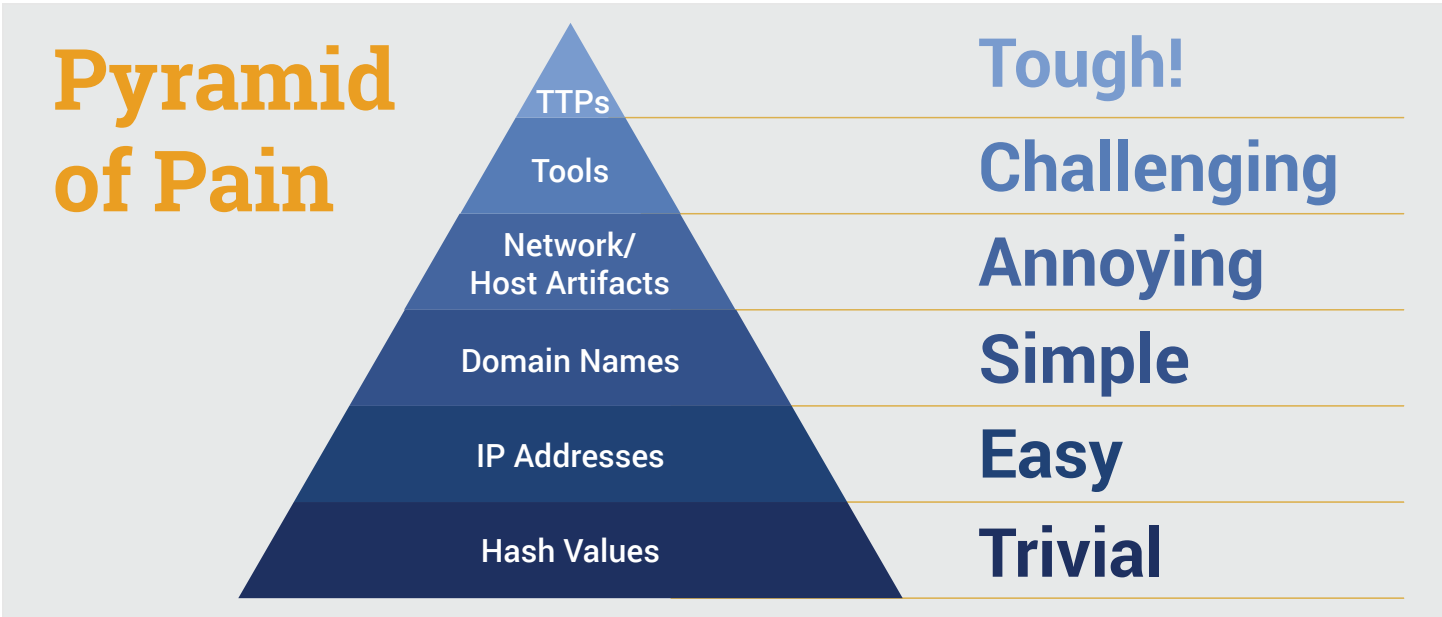 Pyramid
of Pain
TTPs
Tough!
Tools
Challenging
Network/
Host Artifacts
Annoying
Domain Names
Simple
IP Addresses
Easy
Hash Values
Trivial